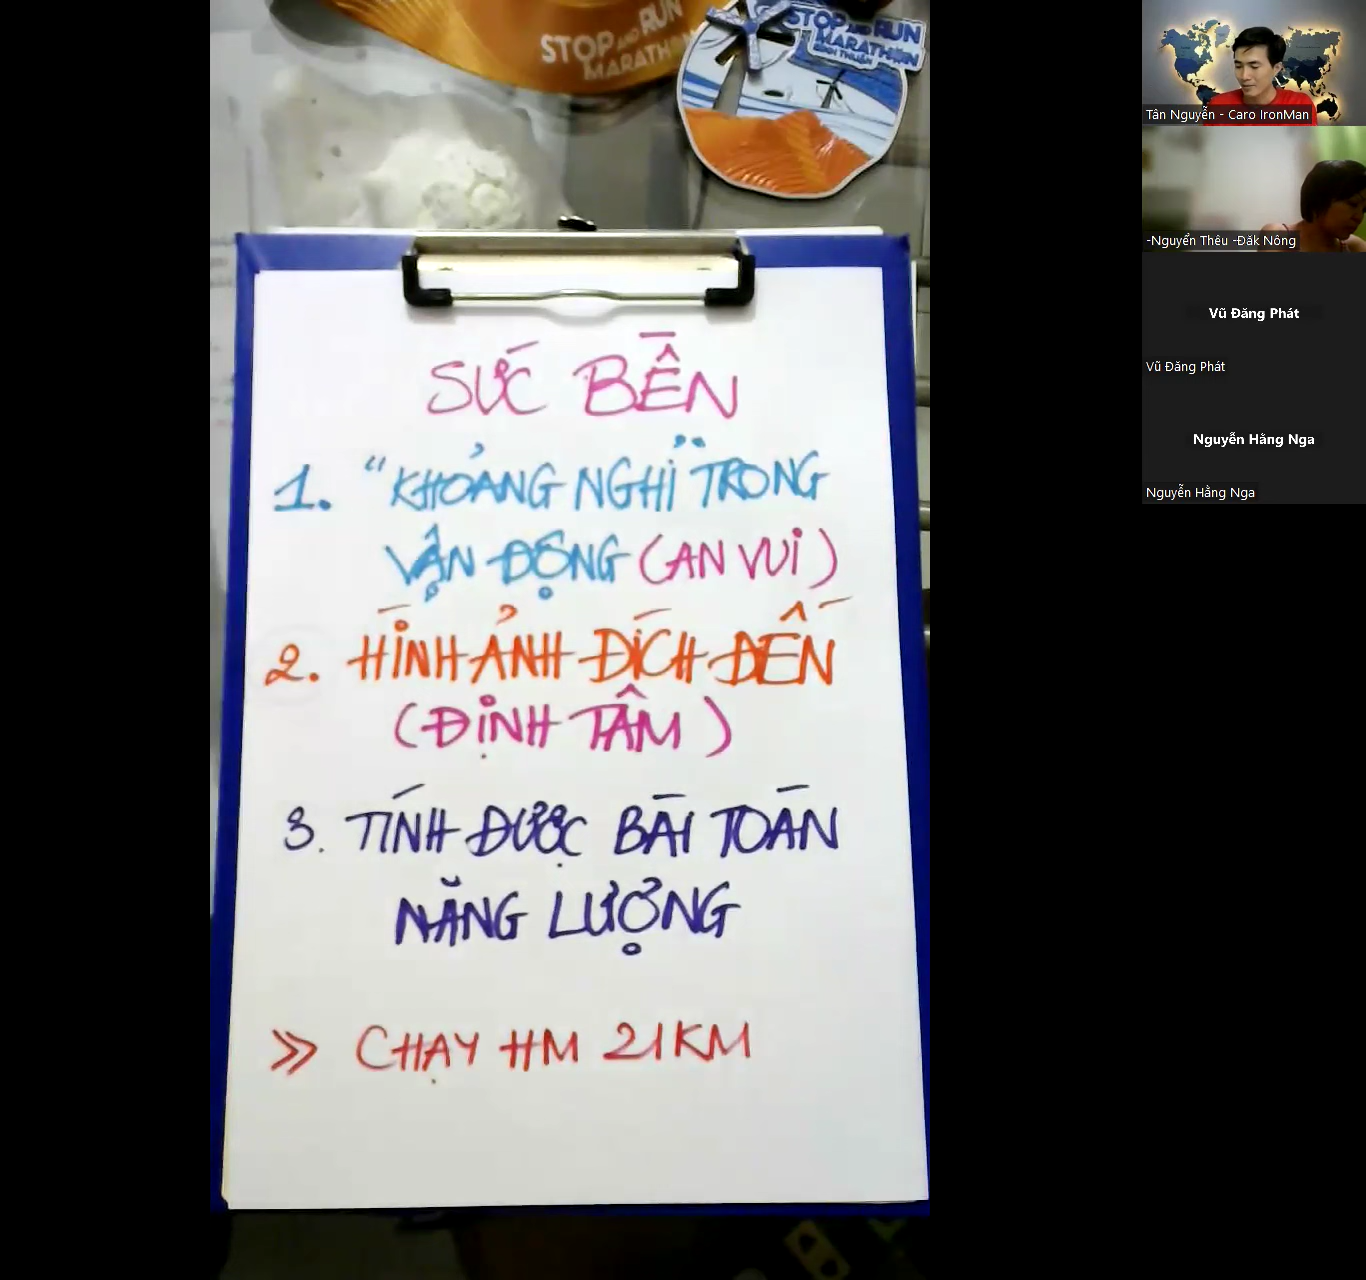 STOP AND RUN
MARATHON
STOP AND RUN
MARATHON
BÌNH THUẬN
SỨC BỀN
1. "KHOẢNG NGHỈ" TRONG
VẬN ĐỘNG (AN VUI)
2. HÌNH ẢNH ĐÍCH ĐẾN
(ĐỊNH TÂM)
3. TÍNH ĐƯỢC BÀI TOÁN
NĂNG LƯỢNG
>> CHẠY HM 21KM
Tân Nguyễn - Caro IronMan
-Nguyễn Thêu -Đăk Nông
Vũ Đăng Phát
Vũ Đăng Phát
Nguyễn Hằng Nga
Nguyễn Hằng Nga